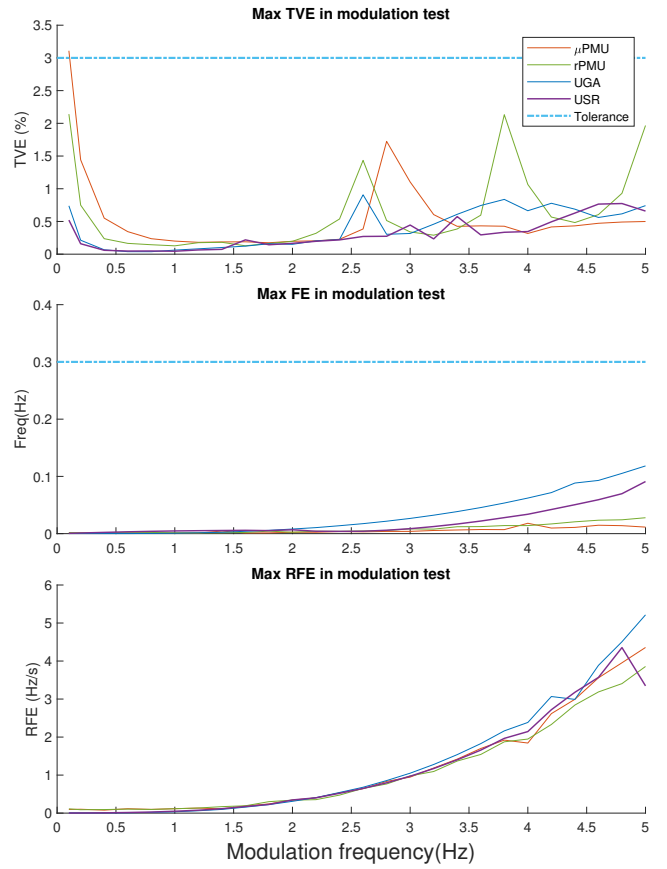 Max TVE in modulation test
3.5
3
2.5
2
1.5
1
0.5
0
TVE (%)
μPMU
rPMU
UGA
USR
Tolerance
0 0.5 1 1.5 2 2.5 3 3.5 4 4.5 5
Max FE in modulation test
0.4
0.3
0.2
0.1
0
Freq(Hz)
0 0.5 1 1.5 2 2.5 3 3.5 4 4.5 5
Max RFE in modulation test
6
5
4
3
2
1
0
RFE (Hz/s)
0 0.5 1 1.5 2 2.5 3 3.5 4 4.5 5
Modulation frequency(Hz)